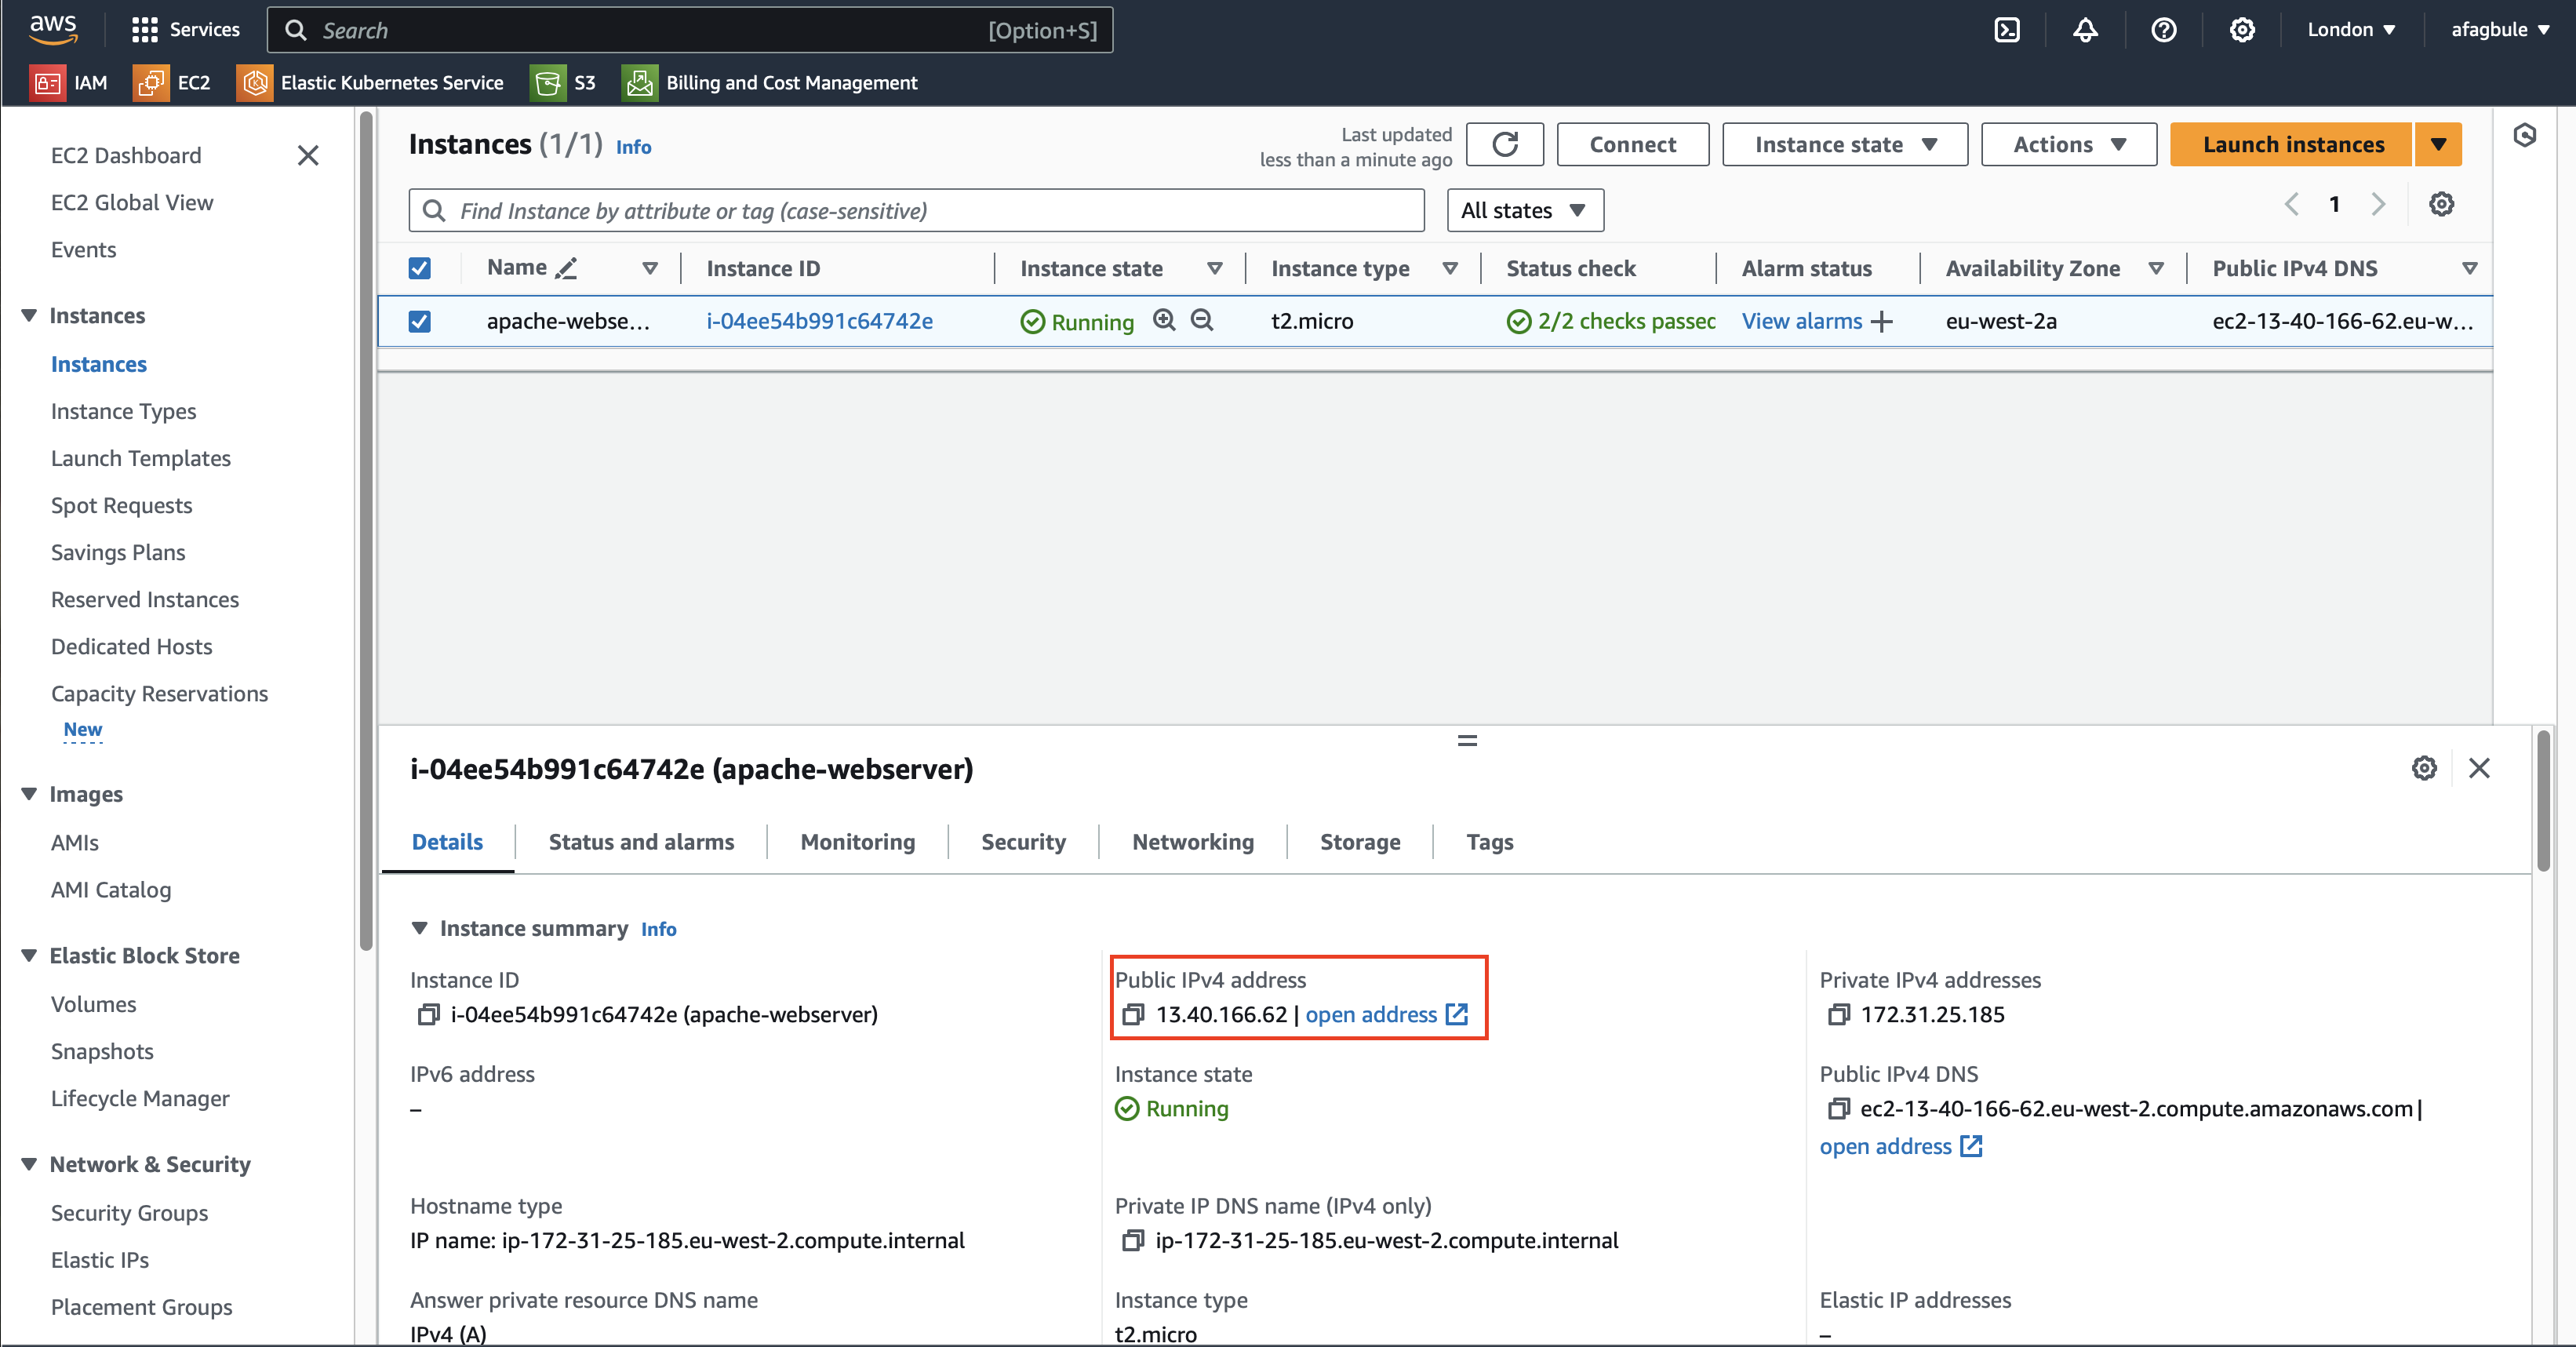 aws
Services
Search
[Option+S]
London
afagbule
IAM
EC2
Elastic Kubernetes Service
S3
Billing and Cost Management
EC2 Dashboard
EC2 Global View
Events
Instances
Instances
Instance Types
Launch Templates
Spot Requests
Savings Plans
Reserved Instances
Dedicated Hosts
Capacity Reservations
New
Images
AMIs
AMI Catalog
Elastic Block Store
Volumes
Snapshots
Lifecycle Manager
Network & Security
Security Groups
Elastic IPs
Placement Groups
Instances (1/1) Info
Last updated
less than a minute ago
Connect
Instance state
Actions
Launch instances
Find Instance by attribute or tag (case-sensitive)
All states
1
Name
Instance ID
Instance state
Instance type
Status check
Alarm status
Availability Zone
Public IPv4 DNS
apache-webse...
i-04ee54b991c64742e
Running
t2.micro
2/2 checks passec
View alarms
eu-west-2a
ec2-13-40-166-62.eu-w...
i-04ee54b991c64742e (apache-webserver)
Details
Status and alarms
Monitoring
Security
Networking
Storage
Tags
Instance summary Info
Instance ID
i-04ee54b991c64742e (apache-webserver)
Public IPv4 address
13.40.166.62 | open address
Private IPv4 addresses
172.31.25.185
IPv6 address
–
Instance state
Running
Public IPv4 DNS
ec2-13-40-166-62.eu-west-2.compute.amazonaws.com |
open address
Hostname type
IP name: ip-172-31-25-185.eu-west-2.compute.internal
Private IP DNS name (IPv4 only)
ip-172-31-25-185.eu-west-2.compute.internal
Answer private resource DNS name
IPv4 (A)
Instance type
t2.micro
Elastic IP addresses
–